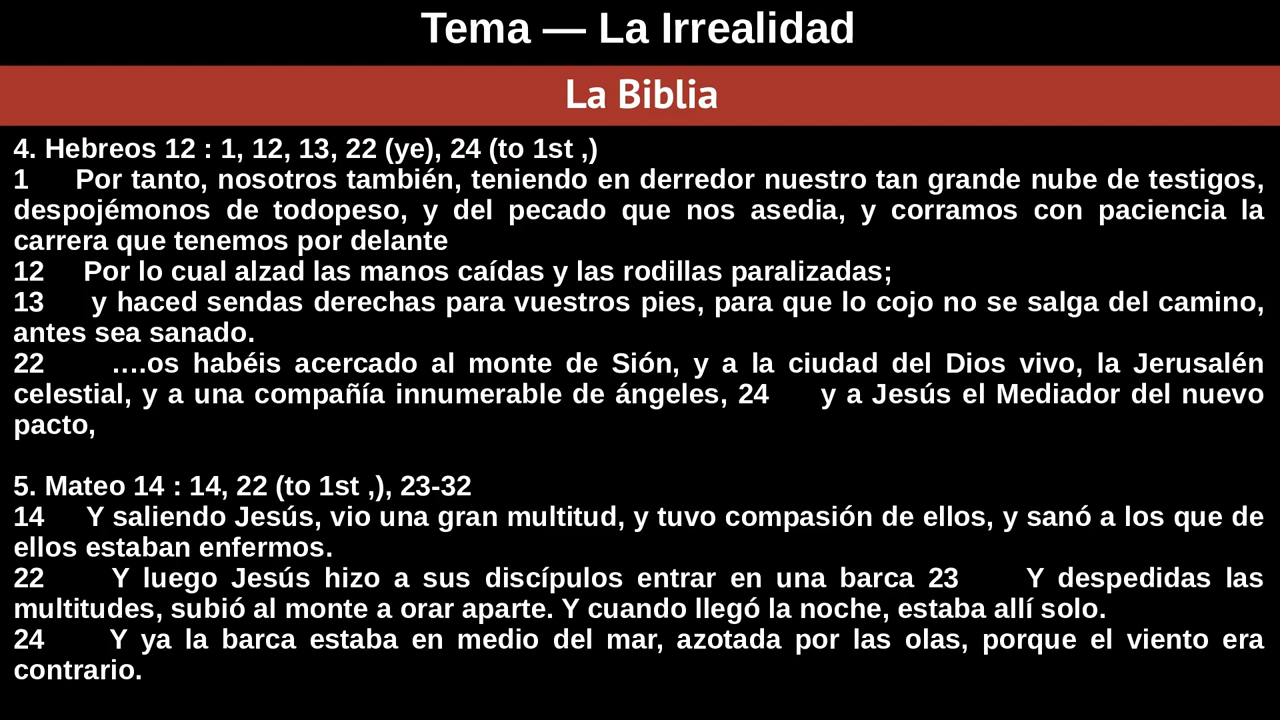 Tema — La Irrealidad
La Biblia
4. Hebreos 12 : 1, 12, 13, 22 (ye), 24 (to 1st ,)
1 Por tanto, nosotros también, teniendo en derredor nuestro tan grande nube de testigos,
despojémonos de todopeso, y del pecado que nos asedia, y corramos con paciencia la
carrera que tenemos por delante
12 Por lo cual alzad las manos caídas y las rodillas paralizadas;
13 y haced sendas derechas para vuestros pies, para que lo cojo no se salga del camino,
antes sea sanado.
22 ….os habéis acercado al monte de Sión, y a la ciudad del Dios vivo, la Jerusalén
celestial, y a una compañía innumerable de ángeles, 24 y a Jesús el Mediador del nuevo
pacto,
5. Mateo 14 : 14, 22 (to 1st ,), 23-32
14 Y saliendo Jesús, vio una gran multitud, y tuvo compasión de ellos, y sanó a los que de
ellos estaban enfermos.
22 Y luego Jesús hizo a sus discípulos entrar en una barca 23 Y despedidas las
multitudes, subió al monte a orar aparte. Y cuando llegó la noche, estaba allí solo.
24 Y ya la barca estaba en medio del mar, azotada por las olas, porque el viento era
contrario.